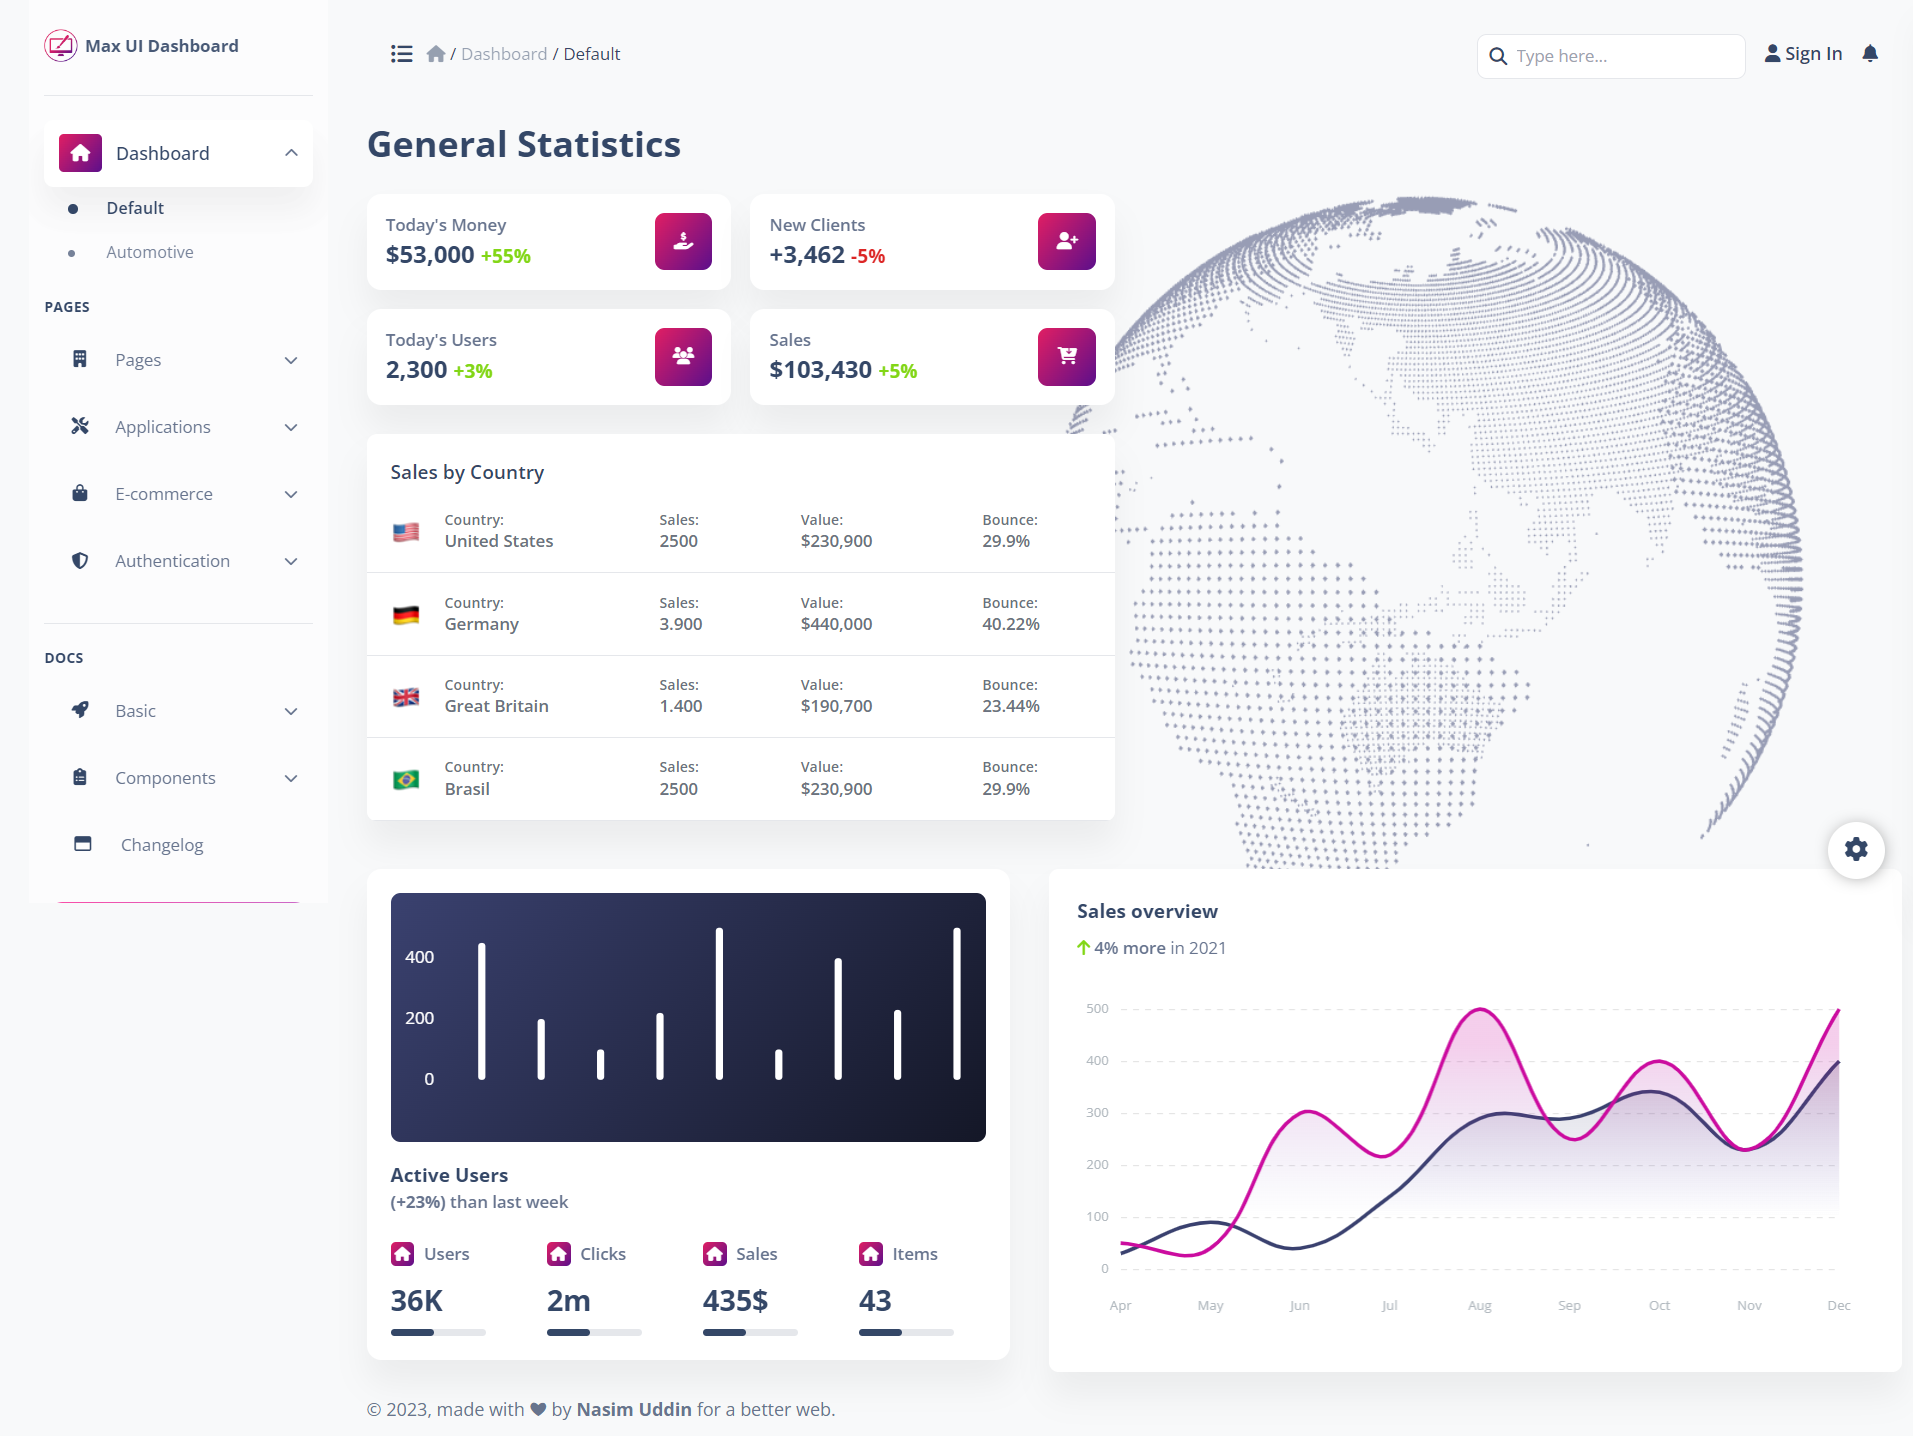 Max UI Dashboard
/ Dashboard / Default
Type here...
Sign In
Dashboard
Default
Automotive
PAGES
Pages
Applications
E-commerce
Authentication
DOCS
Basic
Components
Changelog
General Statistics
Today's Money
$53,000 +55%
New Clients
+3,462 -5%
Today's Users
2,300 +3%
Sales
$103,430 +5%
Sales by Country
Country: Sales: Value: Bounce:
United States 2500 $230,900 29.9%
Country: Sales: Value: Bounce:
Germany 3.900 $440,000 40.22%
Country: Sales: Value: Bounce:
Great Britain 1.400 $190,700 23.44%
Country: Sales: Value: Bounce:
Brasil 2500 $230,900 29.9%
400
200
0
Active Users
(+23%) than last week
Users Clicks Sales Items
36K 2m 435$ 43
Sales overview
4% more in 2021
500
400
300
200
100
0
Apr May Jun Jul Aug Sep Oct Nov Dec
© 2023, made with by Nasim Uddin for a better web.